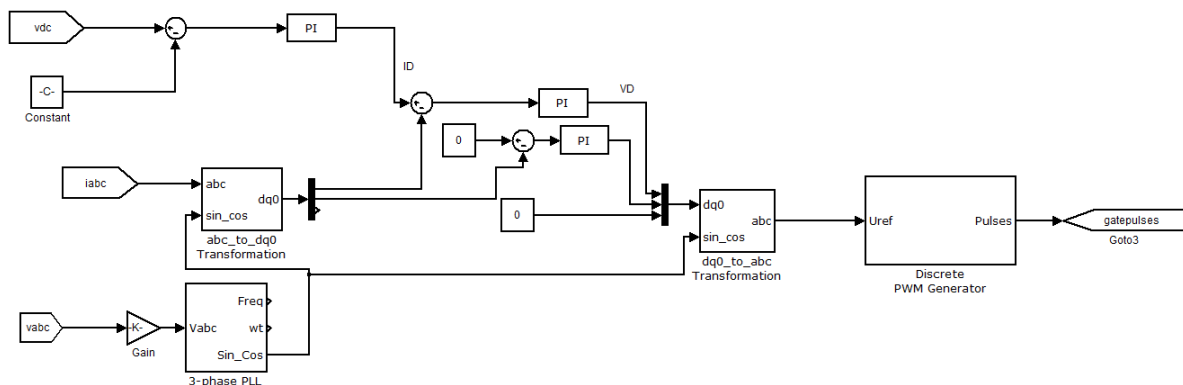 vdc
PI
-C-
Constant
ID
VD
PI
0
PI
iabc
abc
dq0
sin_cos
abc_to_dq0
Transformation
0
dq0
abc
sin_cos
dq0_to_abc
Transformation
Uref
Pulses
Discrete
PWM Generator
gatepulses
Goto3
vabc
-K-
Gain
Freq
Vabc
wt
Sin_Cos
3-phase PLL